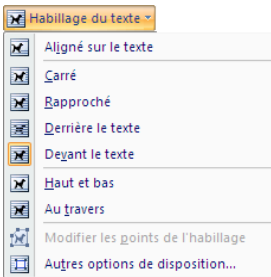 Habillage du texte
Aligné sur le texte
Carré
Rapproché
Derrière le texte
Devant le texte
Haut et bas
Au travers
Modifier les points de l'habillage
Autres options de disposition...